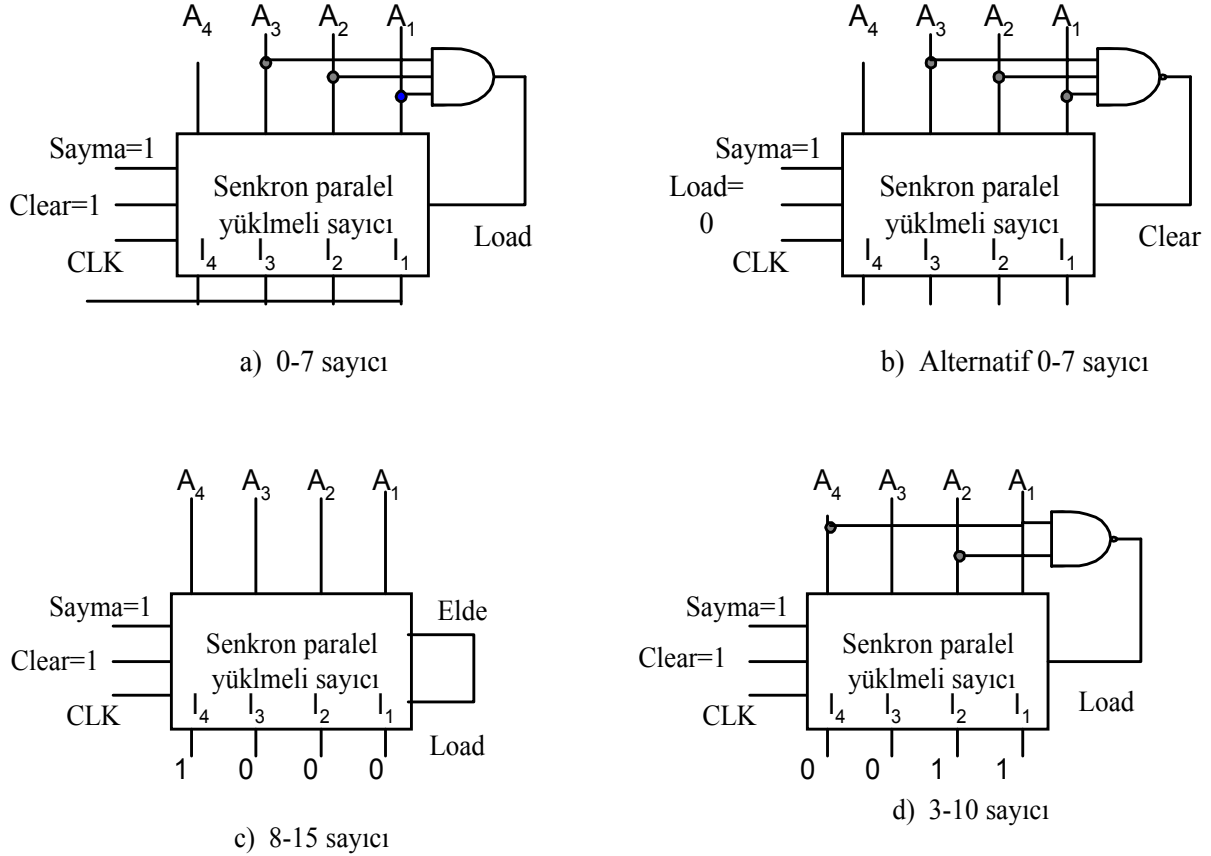 A4 A3 A2 A1
Sayma=1
Clear=1
CLK
Senkron paralel
yüklmeli sayıcı
I4 I3 I2 I1
Load
a) 0-7 sayıcı
A4 A3 A2 A1
Sayma=1
Load=
0
CLK
Senkron paralel
yüklmeli sayıcı
I4 I3 I2 I1
Clear
b) Alternatif 0-7 sayıcı
A4 A3 A2 A1
Sayma=1
Clear=1
CLK
Senkron paralel
yüklmeli sayıcı
I4 I3 I2 I1
Elde
Load
1 0 0 0
c) 8-15 sayıcı
A4 A3 A2 A1
Sayma=1
Clear=1
CLK
Senkron paralel
yüklmeli sayıcı
I4 I3 I2 I1
Load
0 0 1 1
d) 3-10 sayıcı